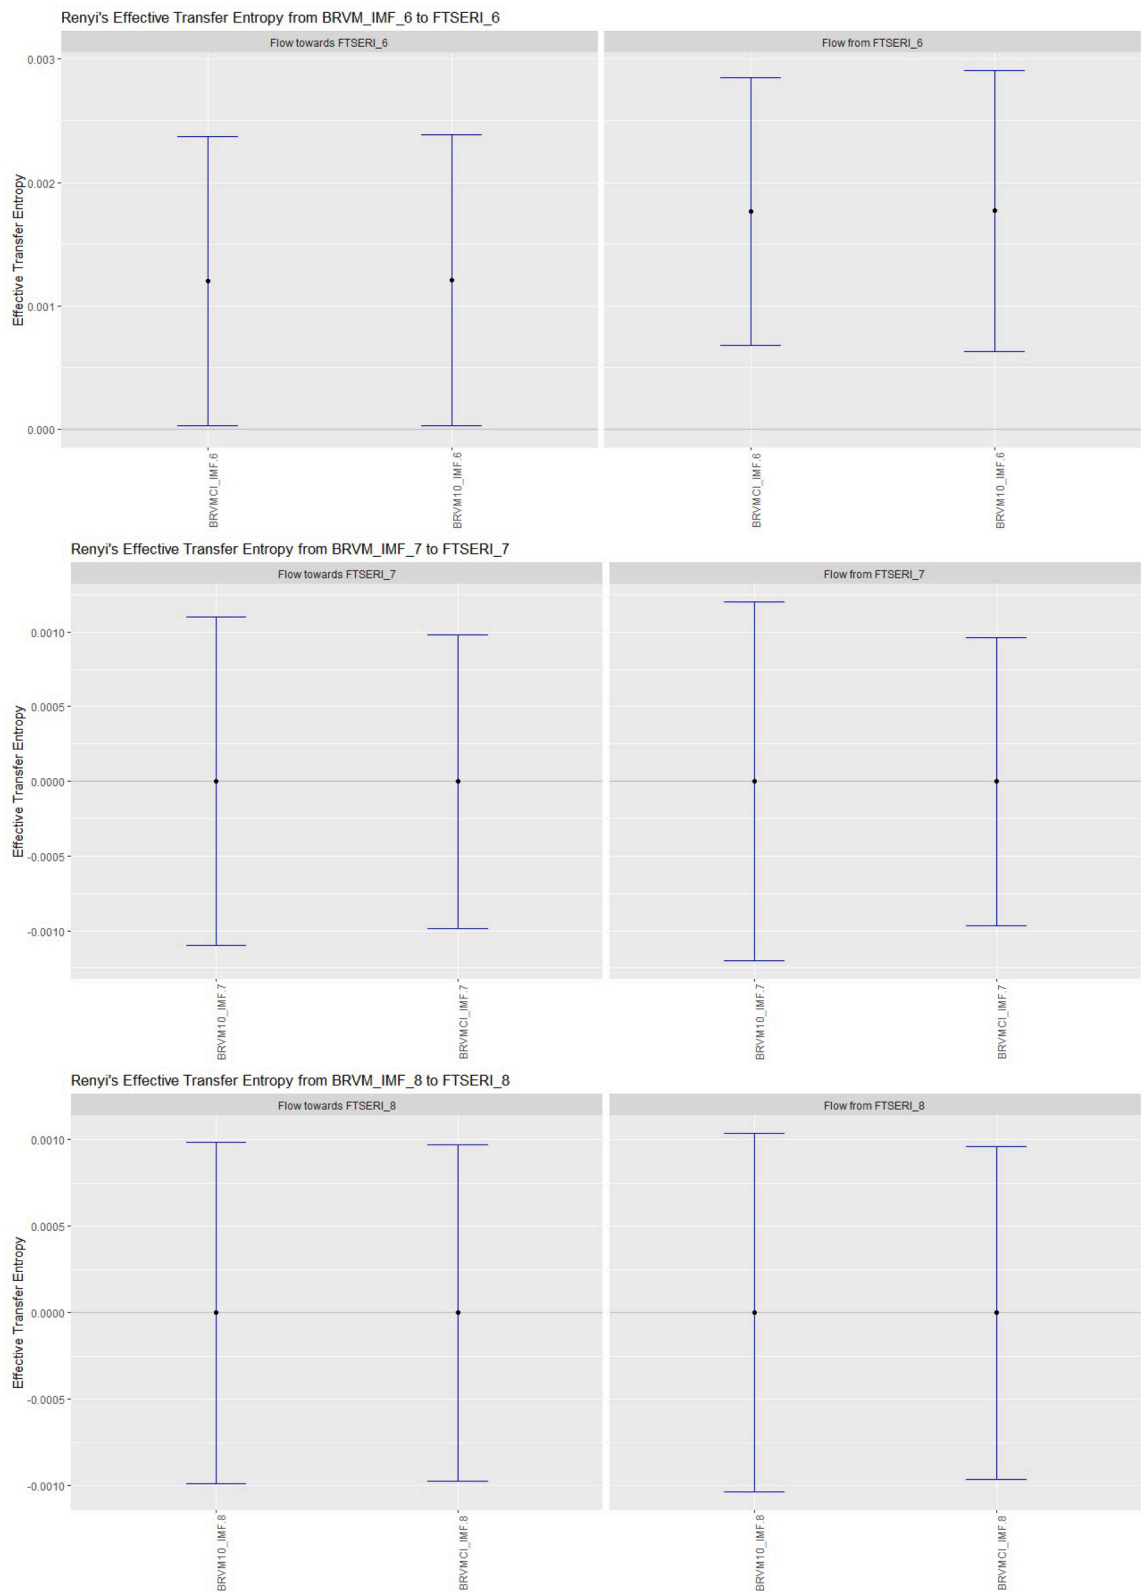 Renyi's Effective Transfer Entropy from BRVM_IMF_6 to FTSERI_6
Flow towards FTSERI_6
Flow from FTSERI_6
Effective Transfer Entropy
0.003
0.002
0.001
0.000
BRVMCI_IMF.6
BRVM10_IMF.6
BRVMCI_IMF.6
BRVM10_IMF.6
Renyi's Effective Transfer Entropy from BRVM_IMF_7 to FTSERI_7
Flow towards FTSERI_7
Flow from FTSERI_7
Effective Transfer Entropy
0.0010
0.0005
0.0000
-0.0005
-0.0010
BRVM10_IMF.7
BRVMCI_IMF.7
BRVM10_IMF.7
BRVMCI_IMF.7
Renyi's Effective Transfer Entropy from BRVM_IMF_8 to FTSERI_8
Flow towards FTSERI_8
Flow from FTSERI_8
Effective Transfer Entropy
0.0010
0.0005
0.0000
-0.0005
-0.0010
BRVM10_IMF.8
BRVMCI_IMF.8
BRVM10_IMF.8
BRVMCI_IMF.8